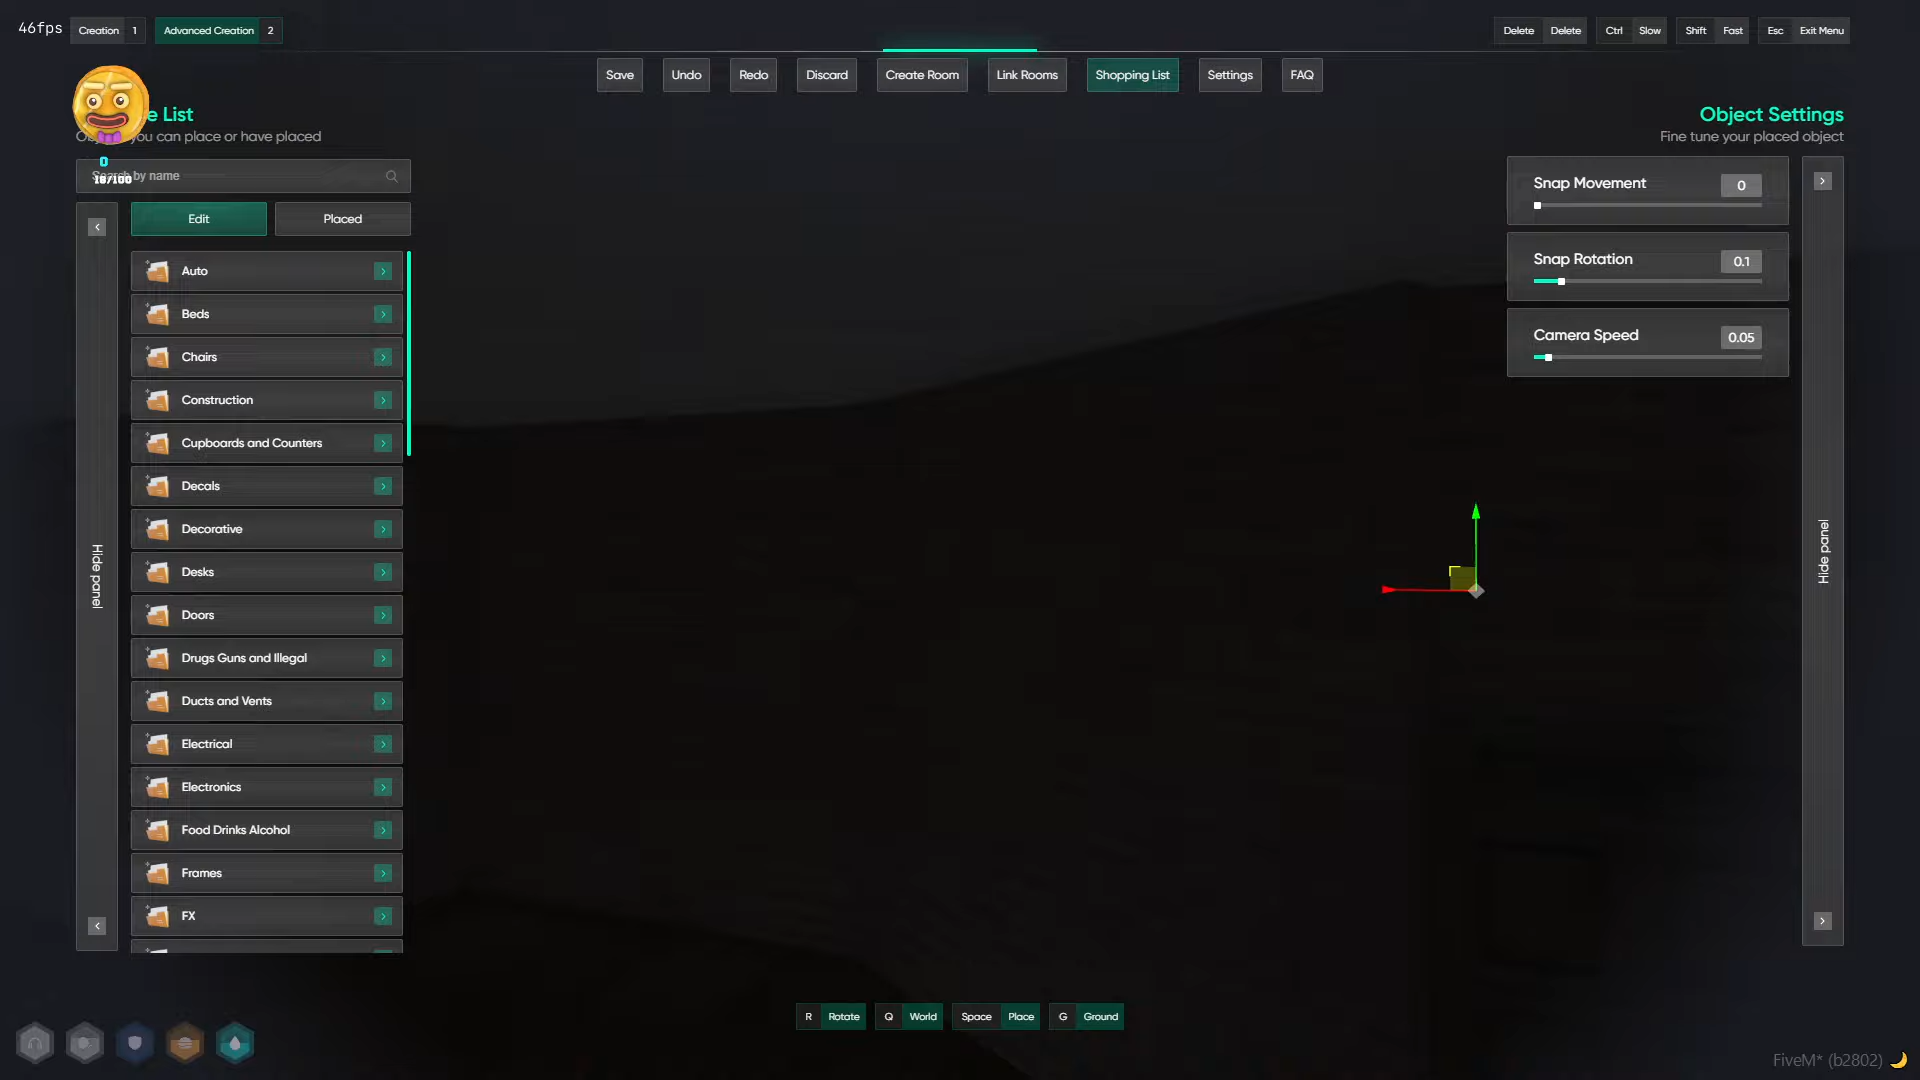 46fps
Creation 1
Advanced Creation 2
Delete Delete
Ctrl Slow
Shift Fast
Esc Exit Menu
Save
Undo
Redo
Discard
Create Room
Link Rooms
Shopping List
Settings
FAQ
e List
you can place or have placed
0
18/100
Search by name
Edit
Placed
Hide panel
Auto
Beds
Chairs
Construction
Cupboards and Counters
Decals
Decorative
Desks
Doors
Drugs Guns and Illegal
Ducts and Vents
Electrical
Electronics
Food Drinks Alcohol
Frames
FX
Object Settings
Fine tune your placed object
Snap Movement 0
Snap Rotation 0.1
Camera Speed 0.05
Hide panel
R Rotate
Q World
Space Place
G Ground
FiveM* (b2802)